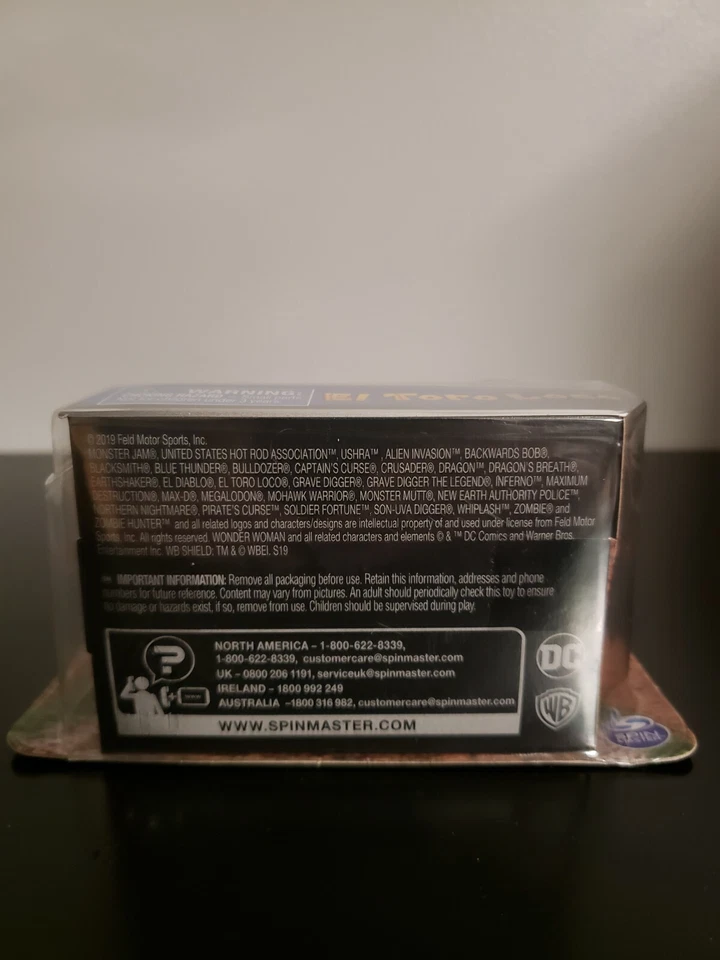 WARNING:
El Toro Loco
© 2019 Feld Motor Sports, Inc.
MONSTER JAM®, UNITED STATES HOT ROD ASSOCIATION™, USHRA™, ALIEN INVASION™, BACKWARDS BOB®,
BLACKSMITH®, BLUE THUNDER®, BULLDOZER®, CAPTAIN'S CURSE®, CRUSADER®, DRAGON™, DRAGON'S BREATH®,
EARTHSHAKER®, EL DIABLO®, EL TORO LOCO®, GRAVE DIGGER®, GRAVE DIGGER THE LEGEND®, INFERNO™, MAXIMUM
DESTRUCTION®, MAX-D®, MEGALODON®, MOHAWK WARRIOR®, MONSTER MUTT®, NEW EARTH AUTHORITY POLICE™,
NORTHERN NIGHTMARE®, PIRATE'S CURSE™, SOLDIER FORTUNE™, SON-UVA DIGGER®, WHIPLASH™, ZOMBIE® and
ZOMBIE HUNTER™ and all related logos and characters/designs are intellectual property of and used under license from Feld Motor
Sports, Inc. All rights reserved. WONDER WOMAN and all related characters and elements © & ™ DC Comics and Warner Bros.
Entertainment Inc. WB SHIELD: TM & © WBEI. S19
IMPORTANT INFORMATION: Remove all packaging before use. Retain this information, addresses and phone
numbers for future reference. Content may vary from pictures. An adult should periodically check this toy to ensure
no damage or hazards exist, if so, remove from use. Children should be supervised during play.
?
NORTH AMERICA – 1-800-622-8339,
1-800-622-8339, customercare@spinmaster.com
UK – 0800 206 1191, serviceuk@spinmaster.com
IRELAND – 1800 992 249
AUSTRALIA –1800 316 982, customercare@spinmaster.com
WWW.SPINMASTER.COM
DC
WB